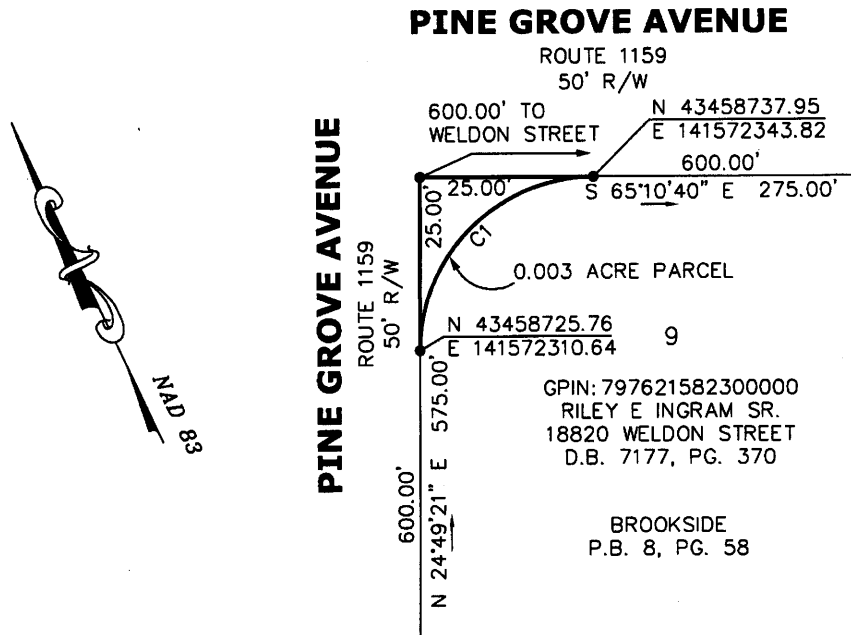 PINE GROVE AVENUE
ROUTE 1159
50' R/W
600.00' TO
WELDON STREET
N 43458737.95
E 141572343.82
600.00'
25.00'
S 65°10'40" E 275.00'
25.00'
C1
0.003 ACRE PARCEL
PINE GROVE AVENUE
ROUTE 1159
50' R/W
N 43458725.76
E 141572310.64
9
GPIN: 797621582300000
RILEY E INGRAM SR.
18820 WELDON STREET
D.B. 7177, PG. 370
600.00'
N 24°49'21" E 575.00'
BROOKSIDE
P.B. 8, PG. 58
NAD 83